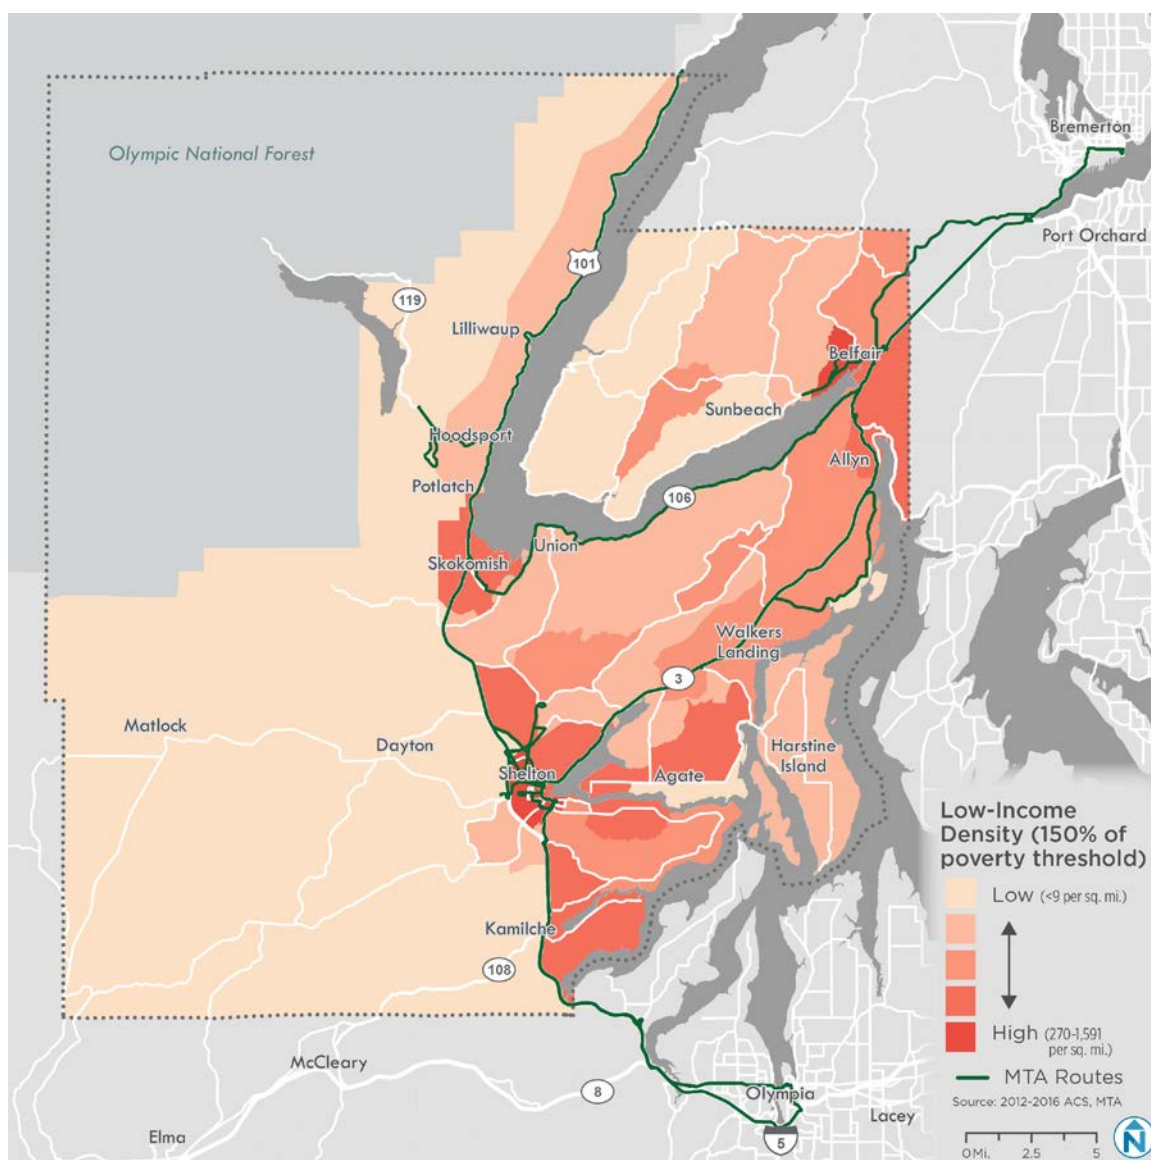 Bremerton
Olympic National Forest
Port Orchard
101
119
Lilliwaup
Belfair
Sunbeach
Hoodsport
Allyn
Potlatch
106
Union
Skokomish
Walkers
Landing
3
Matlock
Dayton
Harstine
Island
Shelton
Agate
Kamilche
108
McCleary
8
Olympia
Lacey
Elma
5
Low-Income
Density (150% of
poverty threshold)
Low (<9 per sq. mi.)
High (270-1,591
per sq. mi.)
MTA Routes
Source: 2012-2016 ACS, MTA
0 Mi. 2.5 5
N